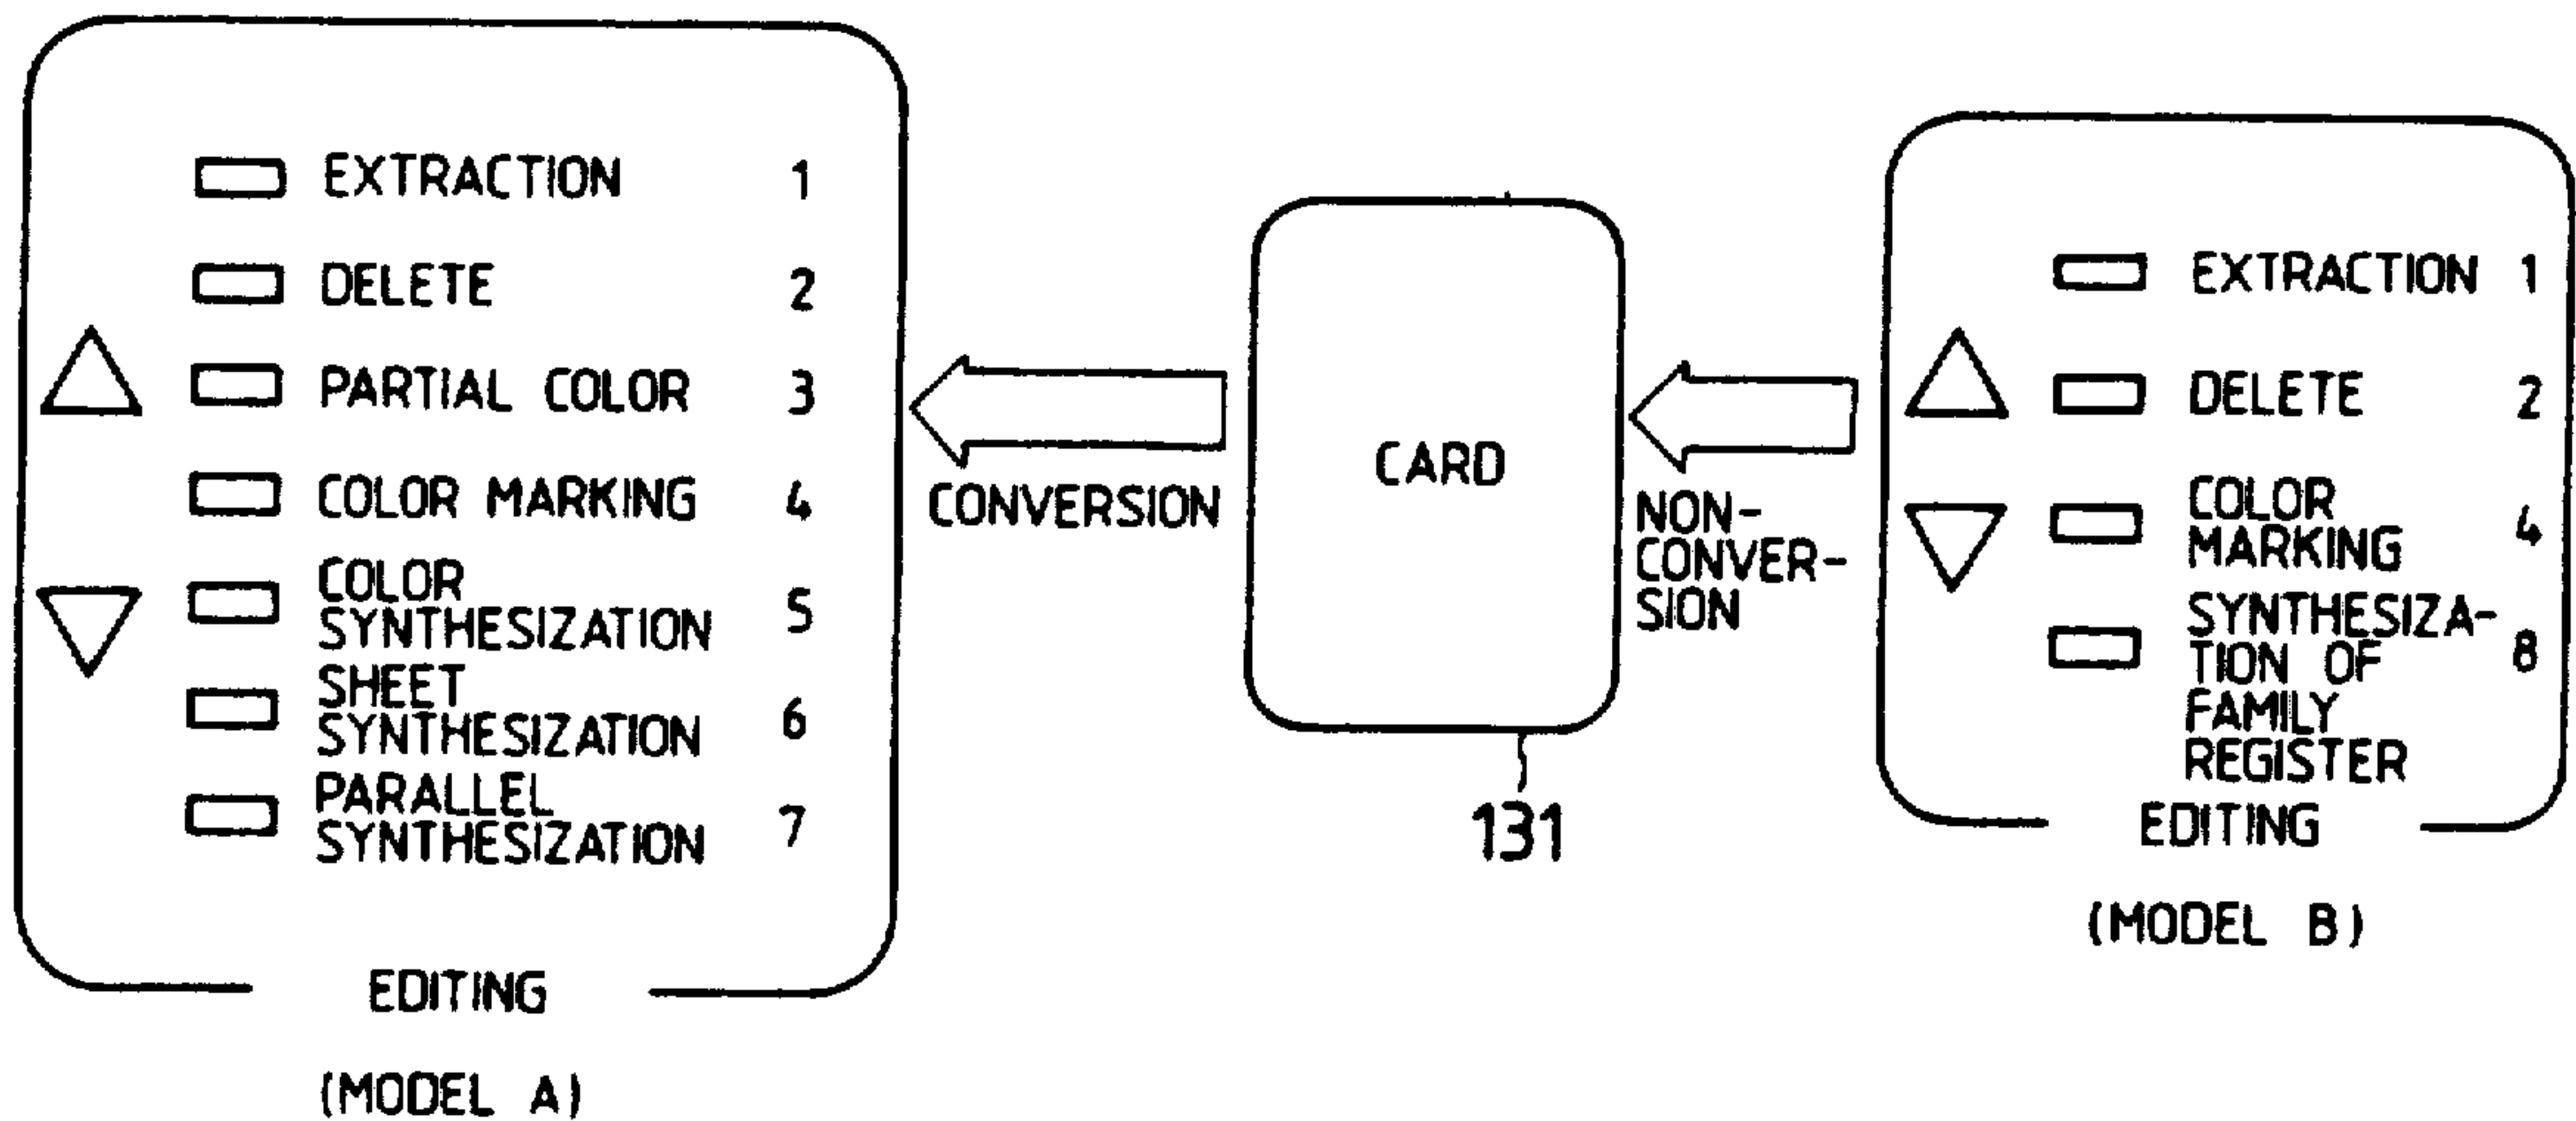 EXTRACTION 1
DELETE 2
PARTIAL COLOR 3
COLOR MARKING 4
COLOR
SYNTHESIZATION 5
SHEET
SYNTHESIZATION 6
PARALLEL
SYNTHESIZATION 7
EDITING
(MODEL A)
CONVERSION
CARD
131
NON-
CONVER-
SION
EXTRACTION 1
DELETE 2
COLOR
MARKING 4
SYNTHESIZA-
TION OF 8
FAMILY
REGISTER
EDITING
(MODEL B)